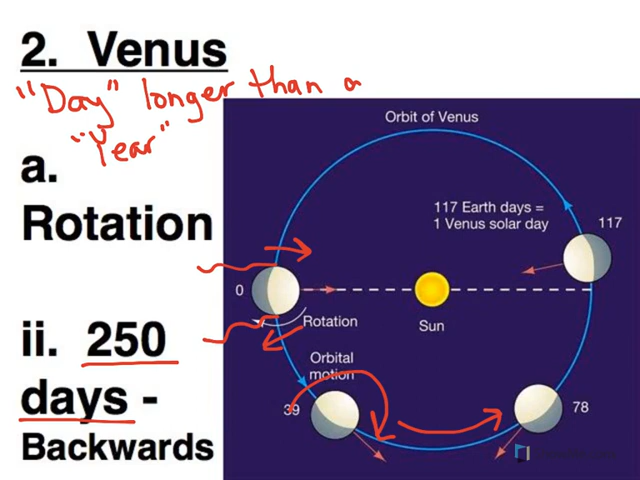 2. Venus
"Day" longer than a
"Year"
a.
Rotation
ii. 250
days -
Backwards
Orbit of Venus
117 Earth days =
1 Venus solar day
117
0
Rotation
Sun
Orbital
motion
39
78